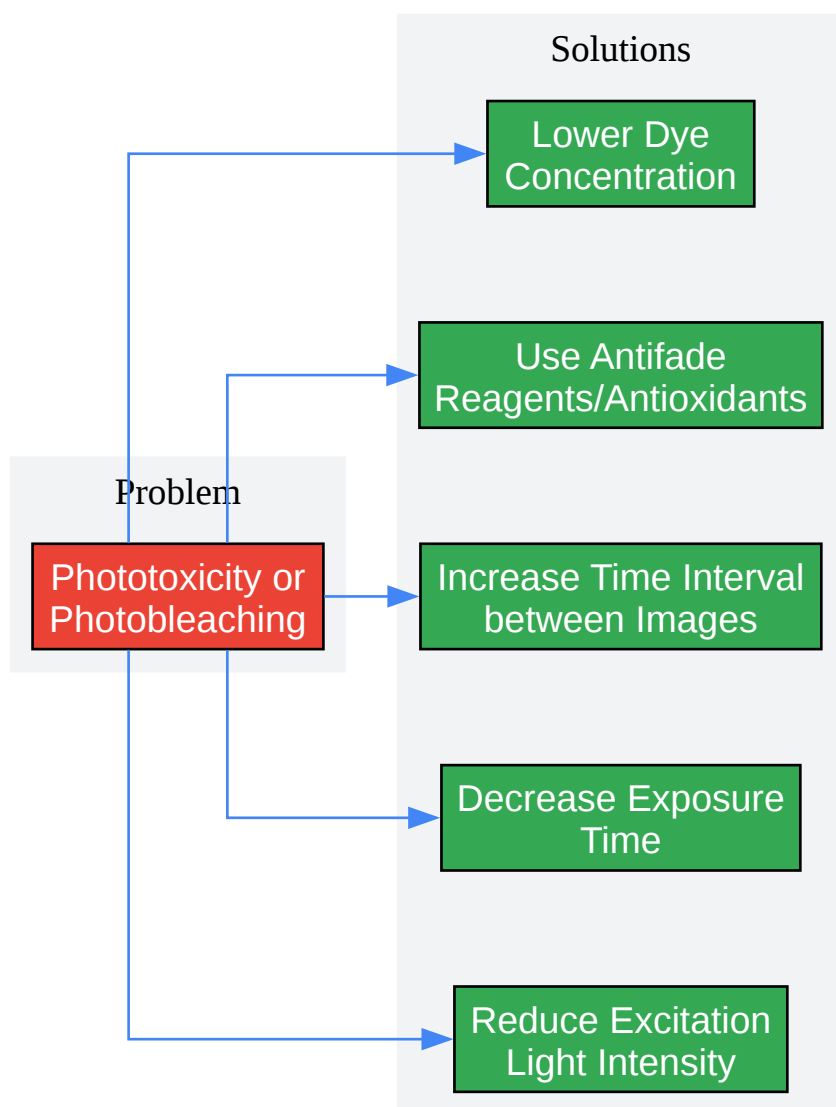 Solutions
Lower Dye
Concentration
Use Antifade
Reagents/Antioxidants
Problem
Phototoxicity or
Photobleaching
Increase Time Interval
between Images
Decrease Exposure
Time
Reduce Excitation
Light Intensity